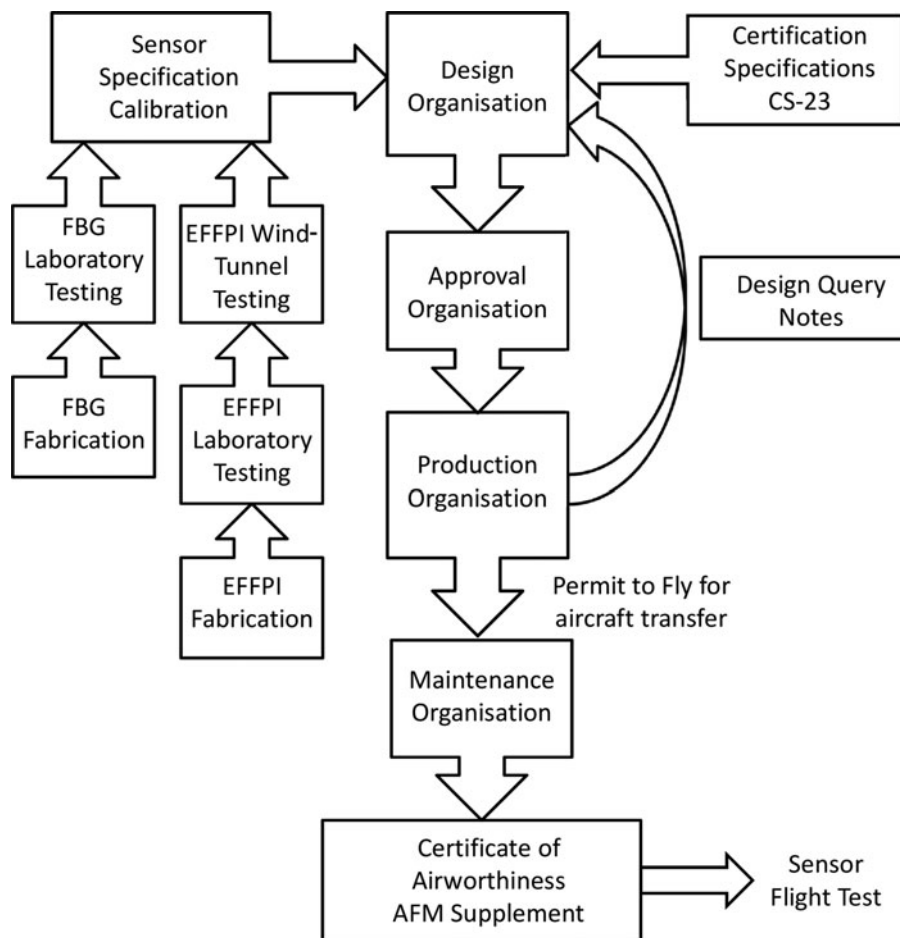 Sensor
Specification
Calibration
Design
Organisation
Certification
Specifications
CS-23
FBG
Laboratory
Testing
EFFPI Wind-
Tunnel
Testing
Approval
Organisation
Design Query
Notes
FBG
Fabrication
EFFPI
Laboratory
Testing
Production
Organisation
EFFPI
Fabrication
Permit to Fly for
aircraft transfer
Maintenance
Organisation
Certificate of
Airworthiness
AFM Supplement
Sensor
Flight Test